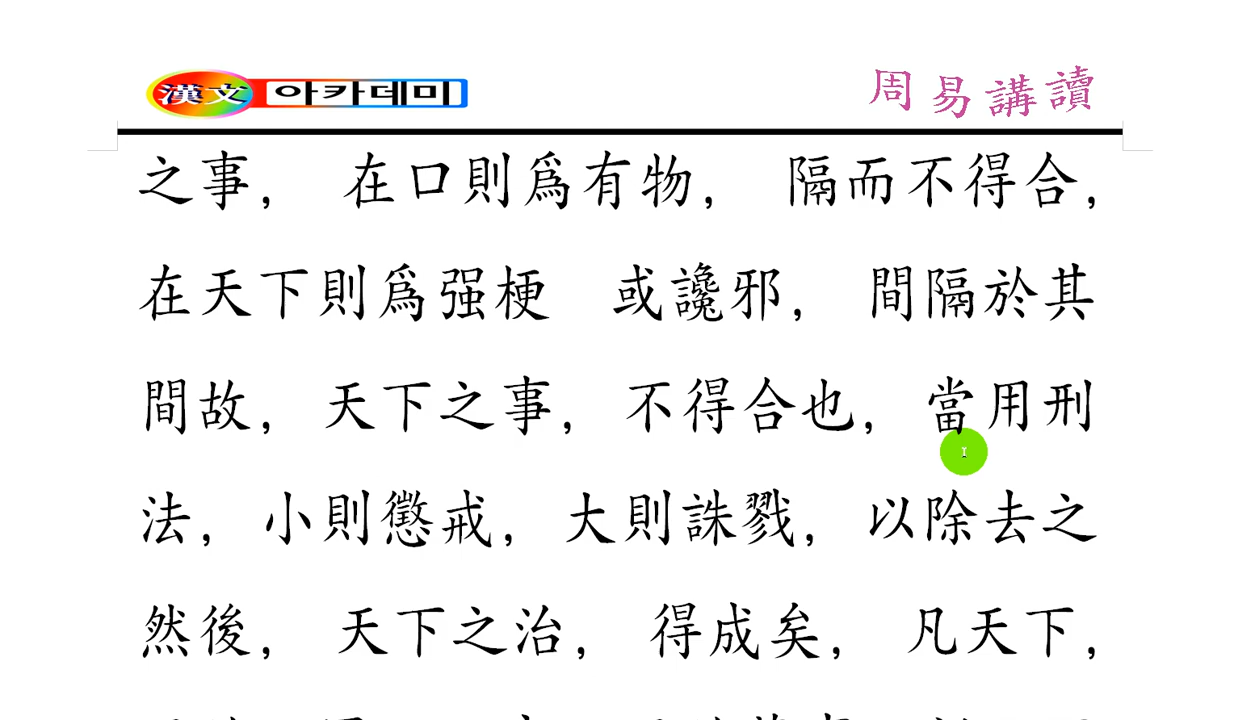 漢文 아카데미
周易講讀
之事, 在口則爲有物, 隔而不得合,
在天下則爲强梗 或讒邪, 間隔於其
間故, 天下之事, 不得合也, 當用刑
法, 小則懲戒, 大則誅戮, 以除去之
然後, 天下之治, 得成矣, 凡天下,